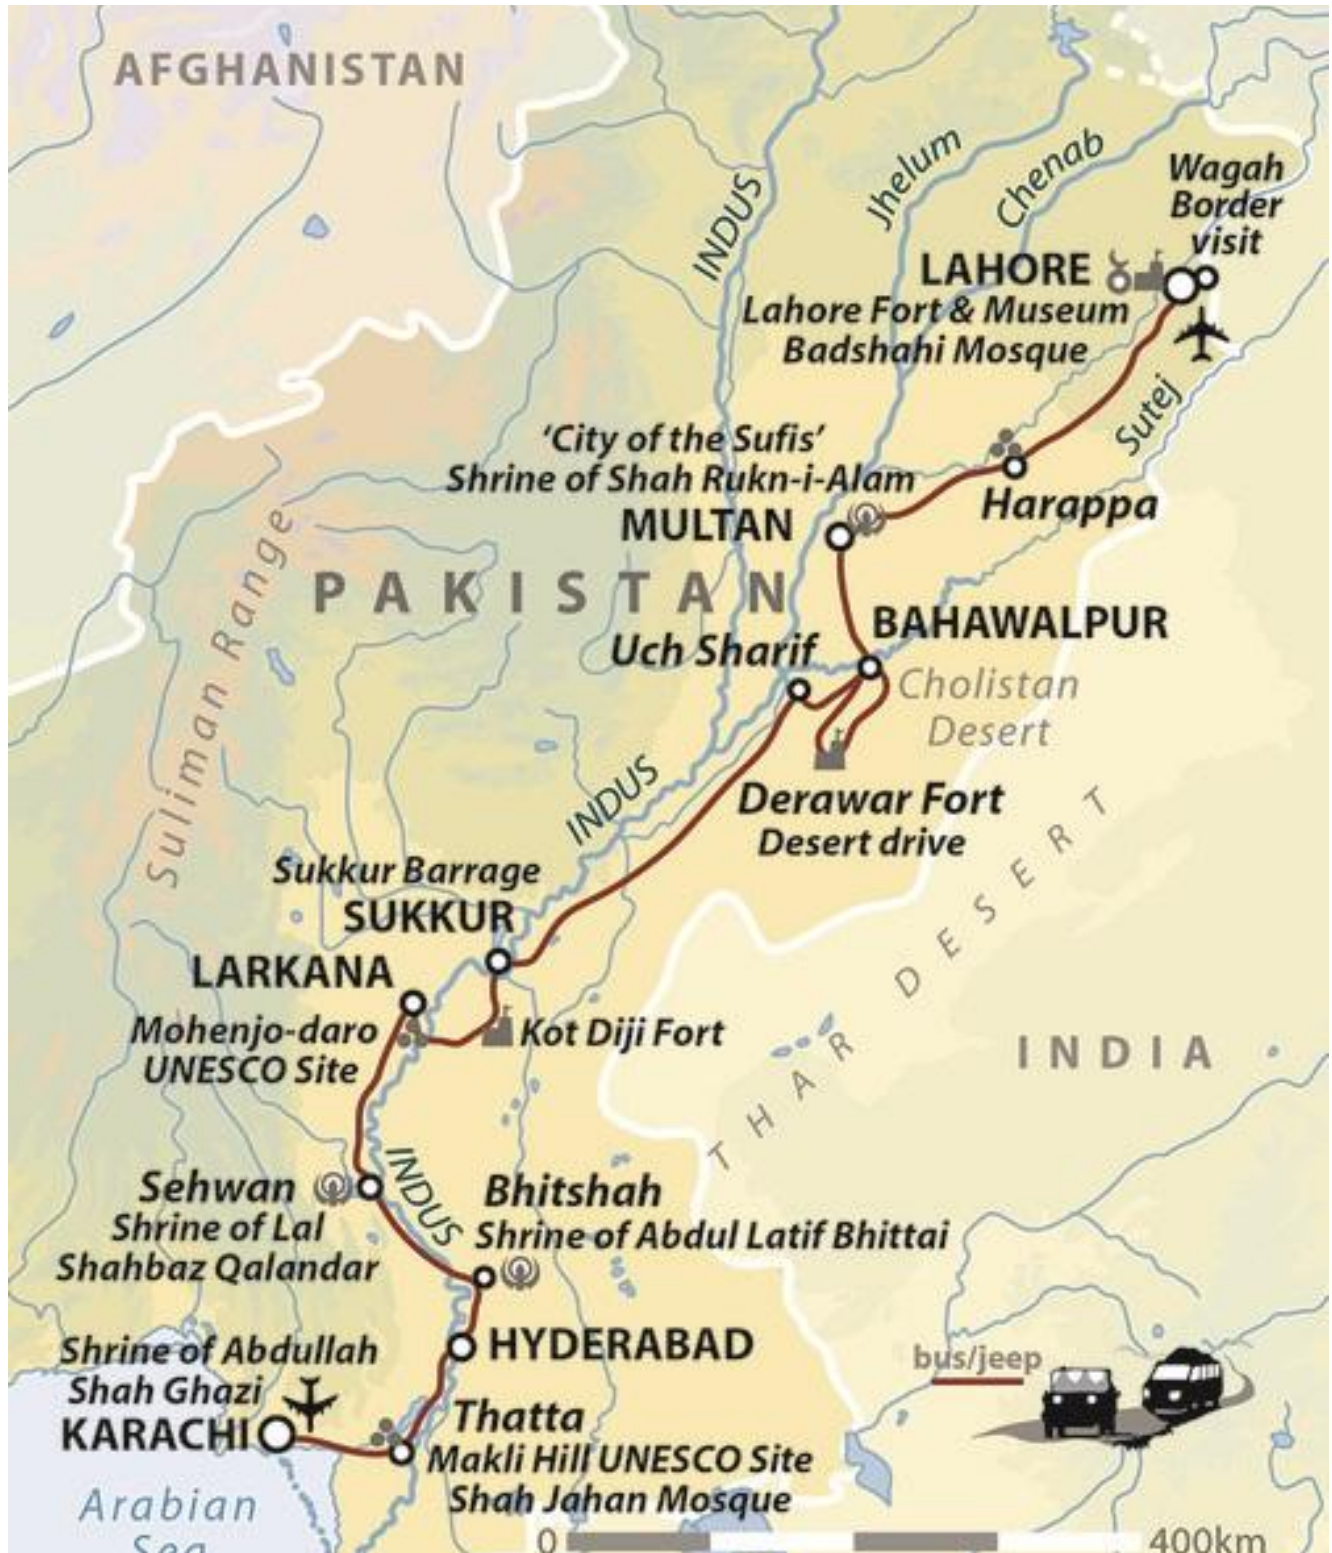 AFGHANISTAN
INDUS
Jhelum
Chenab
Wagah
Border
visit
LAHORE
Lahore Fort & Museum
Badshahi Mosque
Sutej
'City of the Sufis'
Shrine of Shah Rukn-i-Alam
MULTAN
Harappa
PAKISTAN
Suliman Range
BAHAWALPUR
Uch Sharif
Cholistan
Desert
INDUS
Derawar Fort
Desert drive
THAR DESERT
Sukkur Barrage
SUKKUR
LARKANA
Mohenjo-daro
UNESCO Site
Kot Diji Fort
INDIA
INDUS
Sehwan
Shrine of Lal
Shahbaz Qalandar
Bhitshah
Shrine of Abdul Latif Bhittai
HYDERABAD
Shrine of Abdullah
Shah Ghazi
KARACHI
bus/jeep
Thatta
Makli Hill UNESCO Site
Shah Jahan Mosque
Arabian
Sea
0 400km